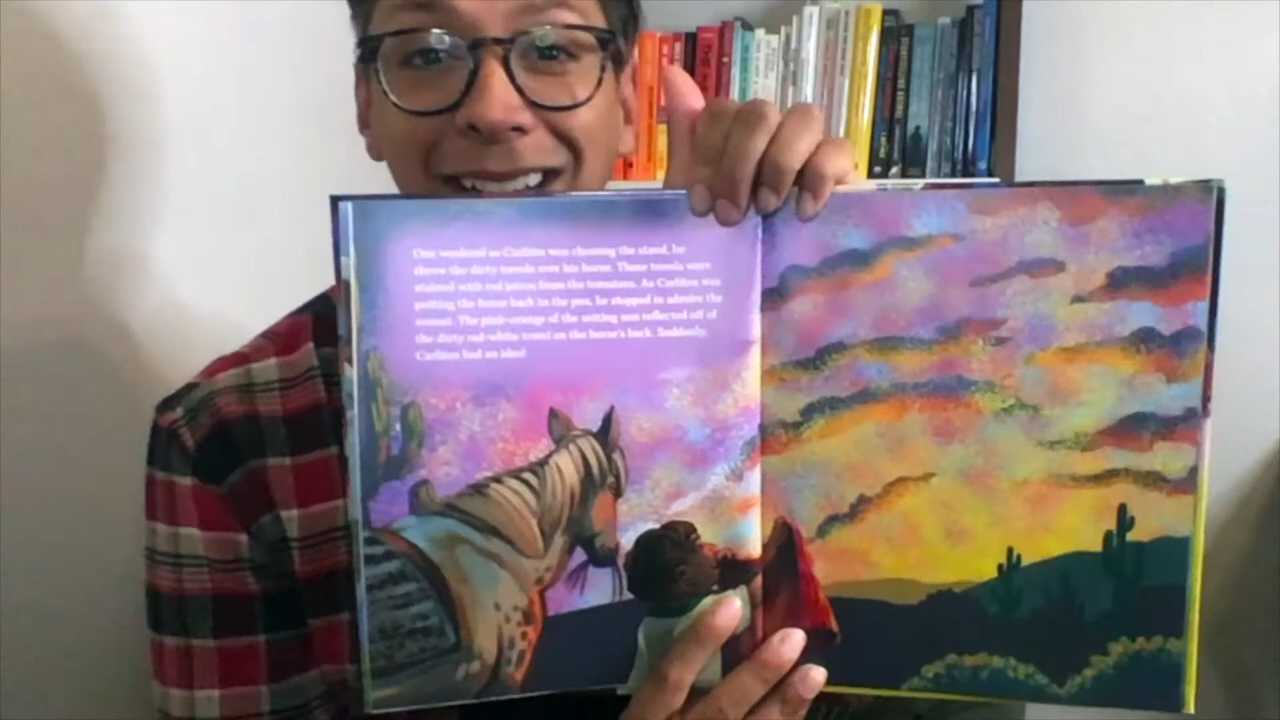 One weekend as Carlitos was cleaning the stand, he
threw the dirty towels over his horse. These towels were
stained with red juices from the tomatoes. As Carlitos was
putting the horse back in the pen, he stopped to admire the
sunset. The pink-orange of the setting sun reflected off of
the dirty red-white towel on the horse's back. Suddenly,
Carlitos had an idea!